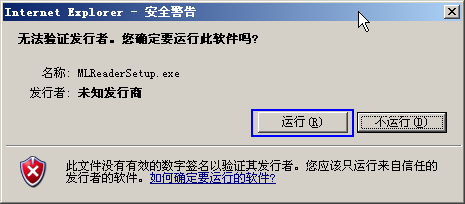 Internet Explorer - 安全警告
无法验证发行者。您确定要运行此软件吗?
名称: MLReaderSetup.exe
发行者: 未知发行商
运行(R) 不运行(D)
此文件没有有效的数字签名以验证其发行者。您应该只运行来自信任的
发行者的软件。如何确定要运行的软件?